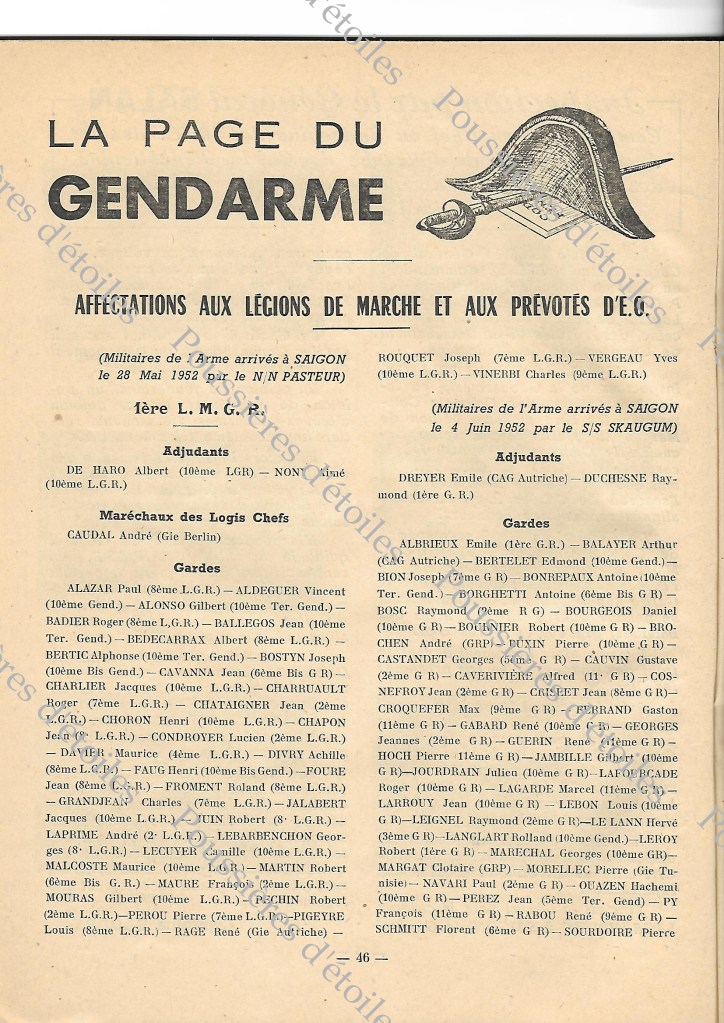 LA PAGE DU
GENDARME
CODE
AFFECTATIONS AUX LÉGIONS DE MARCHE ET AUX PRÉVOTÉS D'E.O.
(Militaires de l'Arme arrivés à SAIGON
le 28 Mai 1952 par le N/N PASTEUR)
1ère L. M. G. R.
Adjudants
DE HARO Albert (10ème LGR) — NONY Aimé
(10ème L.G.R.)
Maréchaux des Logis Chefs
CAUDAL André (Gie Berlin)
Gardes
ALAZAR Paul (8ème L.G.R.) — ALDEGUER Vincent
(10ème Gend.) — ALONSO Gilbert (10ème Ter. Gend.) —
BADIER Roger (8ème L,G.R.) — BALLEGOS Jean (10ème
Ter. Gend.) — BEDECARRAX Albert (8ème L.G.R.) —
BERTIC Alphonse (10ème Ter. Gend.) — BOSTYN Joseph
(10ème Bis Gend.) — CAVANNA Jean (6ème Bis G R) —
CHARLIER Jacques (10ème L.G.R.) — CHARRUAULT
Roger (7ème L.G.R.) — CHATAIGNER Jean (2ème
L.G.R.) — CHORON Henri (10ème L.G.R.) — CHAPON
Jean (8· L.G.R.) — CONDROYER Lucien (2ème L.G.R.)
— DAVIER Maurice (4ème L.G.R.) — DIVRY Achille
(8ème L.G.R.) — FAUG Henri (10ème Bis Gend.) — FOURE
Jean (8ème L.G.R.) — FROMENT Roland (8ème L.G.R.)
— GRANDJEAN Charles (7ème L.G.R.) — JALABERT
Jacques (10ème L.G.R.) — JUIN Robert (8· L.G.R.) —
LAPRIME André (2· L.G.R.) — LEBARBENCHON Geor-
ges (8· L.G.R.) — LECUYER Camille (10ème L.G.R.) —
MALCOSTE Maurice (10ème L.G.R.) — MARTIN Robert
(6ème Bis G. R.) — MAURE François (2ème L.G.R.) —
MOURAS Gilbert (10ème L.G.R.) — PECHIN Robert
(2ème L.G.R.) — PEROU Pierre (7ème L.G.R.) — PIGEYRE
Louis (8ème L.G.R.) — RAGE René (Gie Autriche) —
ROUQUET Joseph (7ème L.G.R.) — VERGEAU Yves
(10ème L.G.R.) — VINERBI Charles (9ème L.G.R.)
(Militaires de l'Arme arrivés à SAIGON
le 4 Juin 1952 par le S/S SKAUGUM)
Adjudants
DREYER Emile (CAG Autriche) — DUCHESNE Ray-
mond (1ère G. R.)
Gardes
ALBRIEUX Emile (1ère G.R.) — BALAYER Arthur
(CAG Autriche) — BERTELET Edmond (10ème Gend.) —
BION Joseph (7ème G R) — BONREPAUX Antoine (10ème
Ter. Gend.) — BORGHETTI Antoine (6ème Bis G R) —
BOSC Raymond (9ème R G) — BOURGEOIS Daniel
(10ème G R) — BOURNIER Robert (10ème G R) — BRO-
CHEN André (GRP) — BUXIN Pierre (10ème G R) —
CASTANDET Georges (5ème G R) — CAUVIN Gustave
(2ème G R) — CAVERIVIÈRE Alfred (11· G R) — COS-
NEFROY Jean (2ème G R) — CRISPET Jean (8ème G R) —
CROQUEFER Max (9ème G R) — FERRAND Gaston
(11ème G R) — GABARD René (10ème G R) — GEORGES
Jeannes (2ème G R) — GUERIN René (11ème G R) —
HOCH Pierre (11ème G R) — JAMBILLE Gilbert (10ème
G R) — JOURDRAIN Julien (10ème G R) — LAFOURCADE
Roger (10ème G R) — LAGARDE Marcel (11ème G R) —
LARROUY Jean (10ème G R) — LEBON Louis (10ème
G R) — LEIGNEL Raymond (2ème G R) — LE LANN Hervé
(3ème G R) — LANGLART Rolland (10ème Gend.) — LEROY
Robert (1ère G R) — MARECHAL Georges (10ème GR) —
MARGAT Clotaire (GRP) — MORELLEC Pierre (Gie Tu-
nisie) — NAVARI Paul (2ème G R) — OUAZEN Hachemi
(10ème G R) — PEREZ Jean (5ème Ter. Gend) — PY
François (11ème G R) — RABOU René (9ème G R) —
SCHMITT Florent (6ème G R) — SOURDOIRE Pierre
— 46 —
Poussières d'étoiles